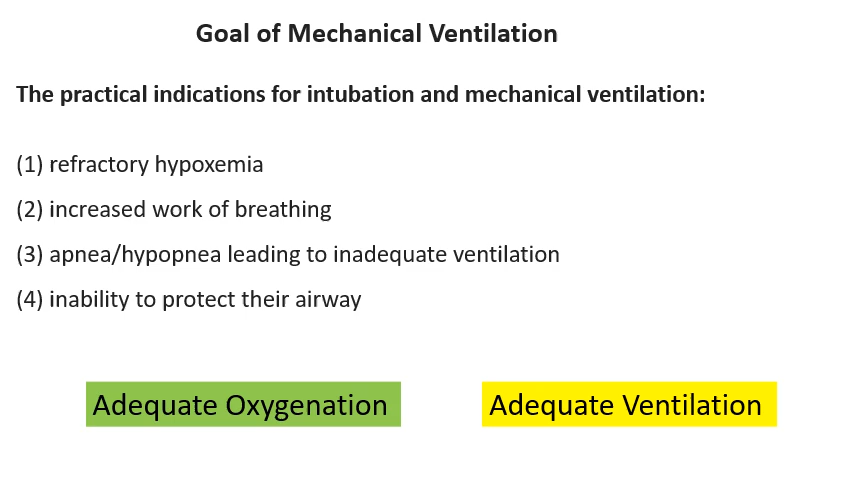 Goal of Mechanical Ventilation
The practical indications for intubation and mechanical ventilation:
(1) refractory hypoxemia
(2) increased work of breathing
(3) apnea/hypopnea leading to inadequate ventilation
(4) inability to protect their airway
Adequate Oxygenation
Adequate Ventilation